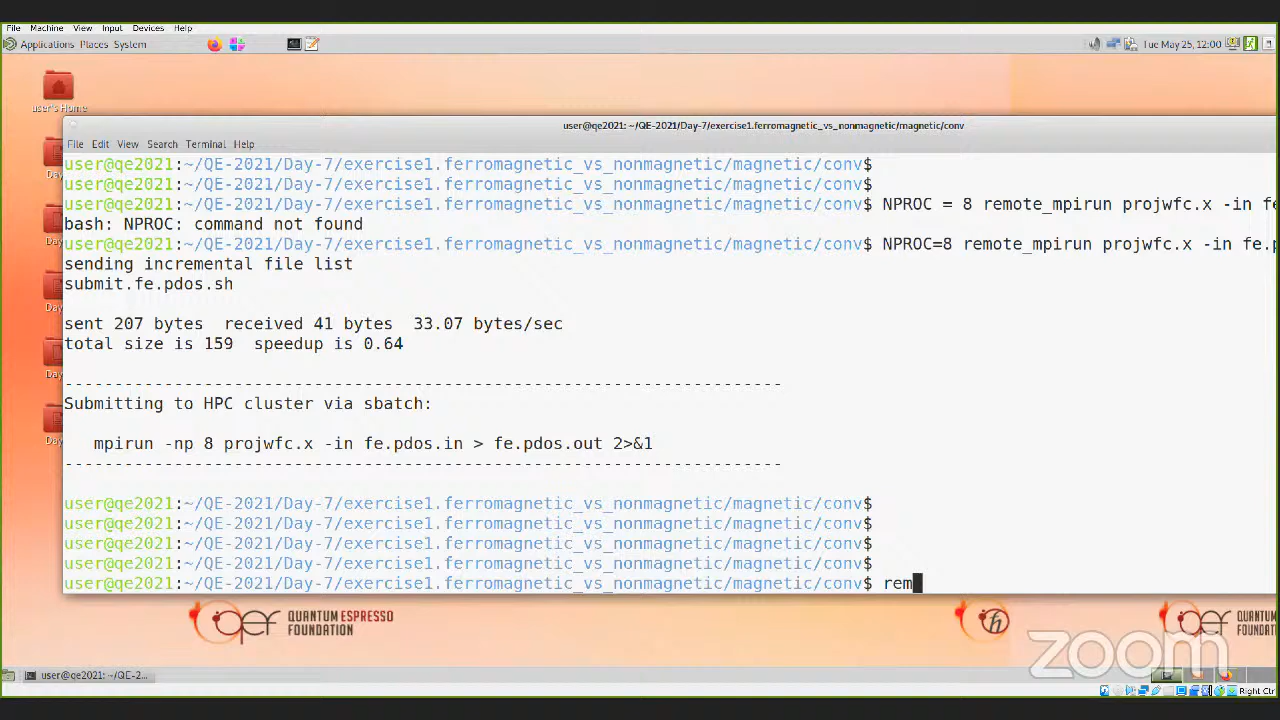 File Machine View Input Devices Help
Applications Places System
Tue May 25, 12:00
user's Home
user@qe2021: ~/QE-2021/Day-7/exercise1.ferromagnetic_vs_nonmagnetic/magnetic/conv
File Edit View Search Terminal Help
user@qe2021:~/QE-2021/Day-7/exercise1.ferromagnetic_vs_nonmagnetic/magnetic/conv$
user@qe2021:~/QE-2021/Day-7/exercise1.ferromagnetic_vs_nonmagnetic/magnetic/conv$
user@qe2021:~/QE-2021/Day-7/exercise1.ferromagnetic_vs_nonmagnetic/magnetic/conv$ NPROC = 8 remote_mpirun projwfc.x -in fe
bash: NPROC: command not found
user@qe2021:~/QE-2021/Day-7/exercise1.ferromagnetic_vs_nonmagnetic/magnetic/conv$ NPROC=8 remote_mpirun projwfc.x -in fe.p
sending incremental file list
submit.fe.pdos.sh
sent 207 bytes  received 41 bytes  33.07 bytes/sec
total size is 159  speedup is 0.64
------------------------------------------------------------------------
Submitting to HPC cluster via sbatch:
mpirun -np 8 projwfc.x -in fe.pdos.in > fe.pdos.out 2>&1
------------------------------------------------------------------------
user@qe2021:~/QE-2021/Day-7/exercise1.ferromagnetic_vs_nonmagnetic/magnetic/conv$
user@qe2021:~/QE-2021/Day-7/exercise1.ferromagnetic_vs_nonmagnetic/magnetic/conv$
user@qe2021:~/QE-2021/Day-7/exercise1.ferromagnetic_vs_nonmagnetic/magnetic/conv$
user@qe2021:~/QE-2021/Day-7/exercise1.ferromagnetic_vs_nonmagnetic/magnetic/conv$
user@qe2021:~/QE-2021/Day-7/exercise1.ferromagnetic_vs_nonmagnetic/magnetic/conv$ rem
QUANTUM ESPRESSO
FOUNDATION
zoom
user@qe2021: ~/QE-2...
Right Ctr